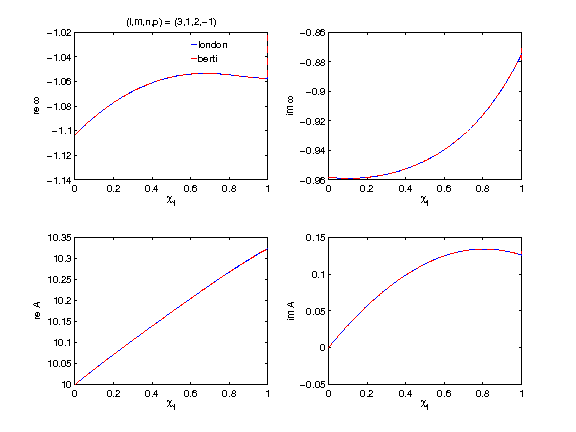 (l,m,n,p) = (3,1,2,−1)
london
berti
−1.02
−1.04
−1.06
−1.08
−1.1
−1.12
−1.14
re ω
0 0.2 0.4 0.6 0.8 1
χf
−0.86
−0.88
−0.9
−0.92
−0.94
−0.96
im ω
0 0.2 0.4 0.6 0.8 1
χf
10.35
10.3
10.25
10.2
10.15
10.1
10.05
10
re A
0 0.2 0.4 0.6 0.8 1
χf
0.15
0.1
0.05
0
−0.05
im A
0 0.2 0.4 0.6 0.8 1
χf